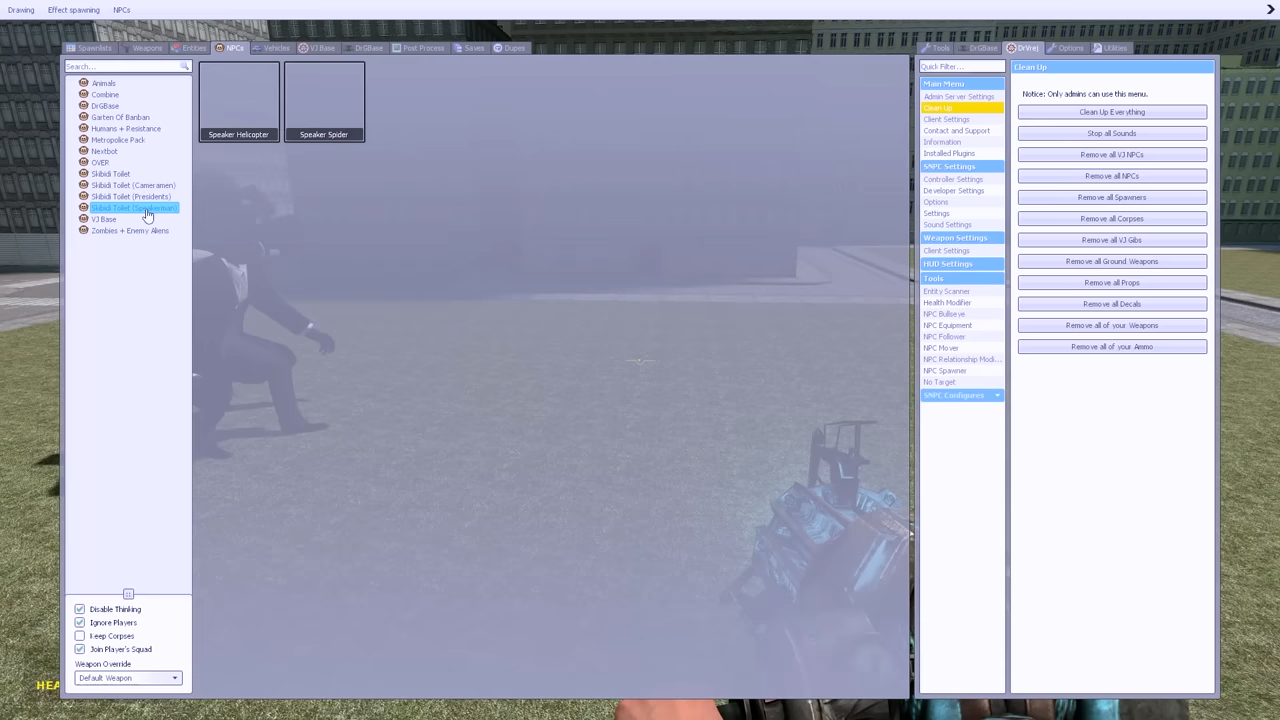 Drawing Effect spawning NPCs
Spawnlists Weapons Entities NPCs Vehicles VJ Base DrGBase Post Process Saves Dupes
Tools DrGBase DrVrej Options Utilities
Search...
Animals
Combine
DrGBase
Garten Of Banban
Humans + Resistance
Metropolice Pack
Nextbot
OVER
Skibidi Toilet
Skibidi Toilet (Cameramen)
Skibidi Toilet (Presidents)
Skibidi Toilet (Speakerman)
VJ Base
Zombies + Enemy Aliens
Disable Thinking
Ignore Players
Keep Corpses
Join Player's Squad
Weapon Override
Default Weapon
HEA
Speaker Helicopter
Speaker Spider
Quick Filter...
Main Menu
Admin Server Settings
Clean Up
Client Settings
Contact and Support
Information
Installed Plugins
SNPC Settings
Controller Settings
Developer Settings
Options
Settings
Sound Settings
Weapon Settings
Client Settings
HUD Settings
Tools
Entity Scanner
Health Modifier
NPC Bullseye
NPC Equipment
NPC Follower
NPC Mover
NPC Relationship Modi...
NPC Spawner
No Target
SNPC Configures
Clean Up
Notice: Only admins can use this menu.
Clean Up Everything
Stop all Sounds
Remove all VJ NPCs
Remove all NPCs
Remove all Spawners
Remove all Corpses
Remove all VJ Gibs
Remove all Ground Weapons
Remove all Props
Remove all Decals
Remove all of your Weapons
Remove all of your Ammo